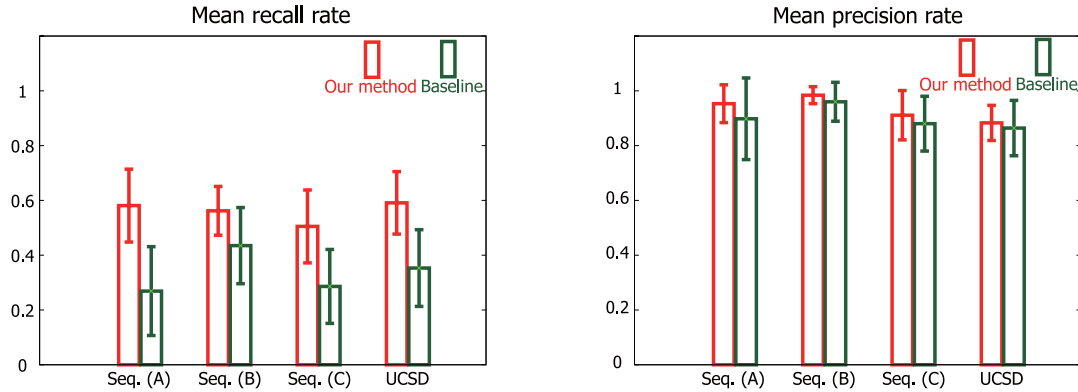 Mean recall rate
Our method Baseline
1
0.8
0.6
0.4
0.2
0
Seq. (A) Seq. (B) Seq. (C) UCSD
Mean precision rate
Our method Baseline
1
0.8
0.6
0.4
0.2
0
Seq. (A) Seq. (B) Seq. (C) UCSD